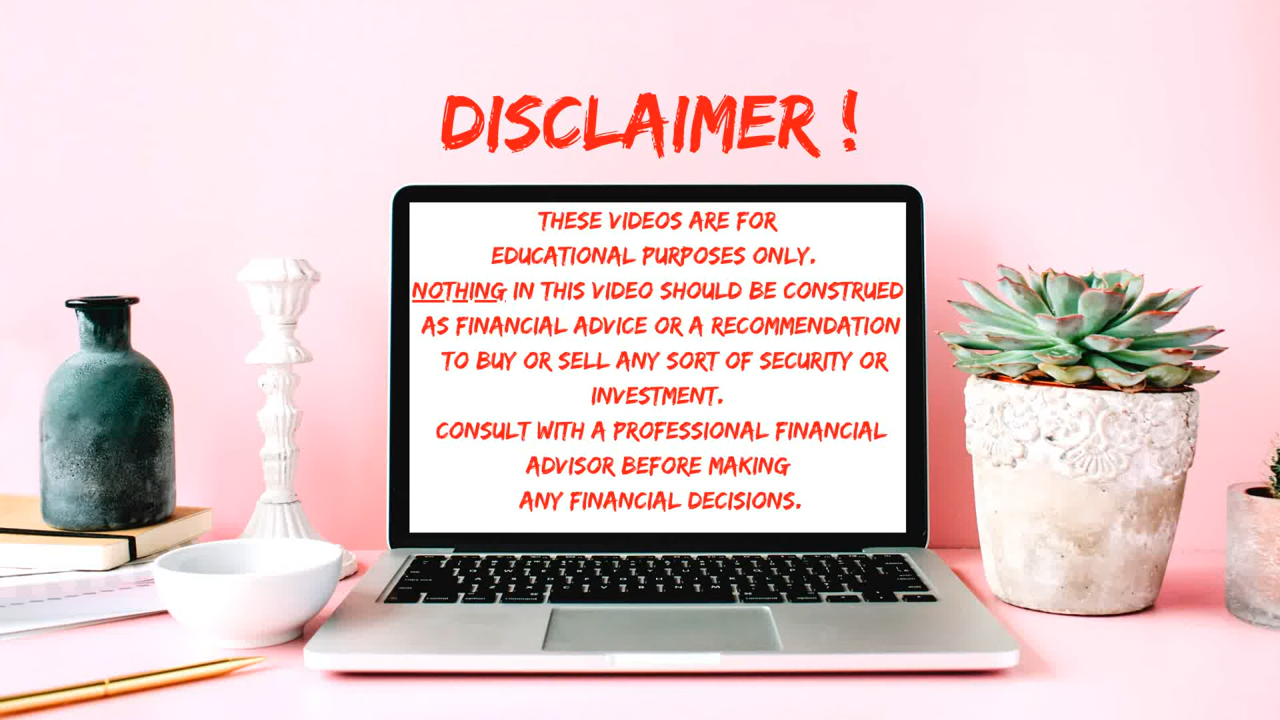 DISCLAIMER !
THESE VIDEOS ARE FOR
EDUCATIONAL PURPOSES ONLY.
NOTHING IN THIS VIDEO SHOULD BE CONSTRUED
AS FINANCIAL ADVICE OR A RECOMMENDATION
TO BUY OR SELL ANY SORT OF SECURITY OR
INVESTMENT.
CONSULT WITH A PROFESSIONAL FINANCIAL
ADVISOR BEFORE MAKING
ANY FINANCIAL DECISIONS.